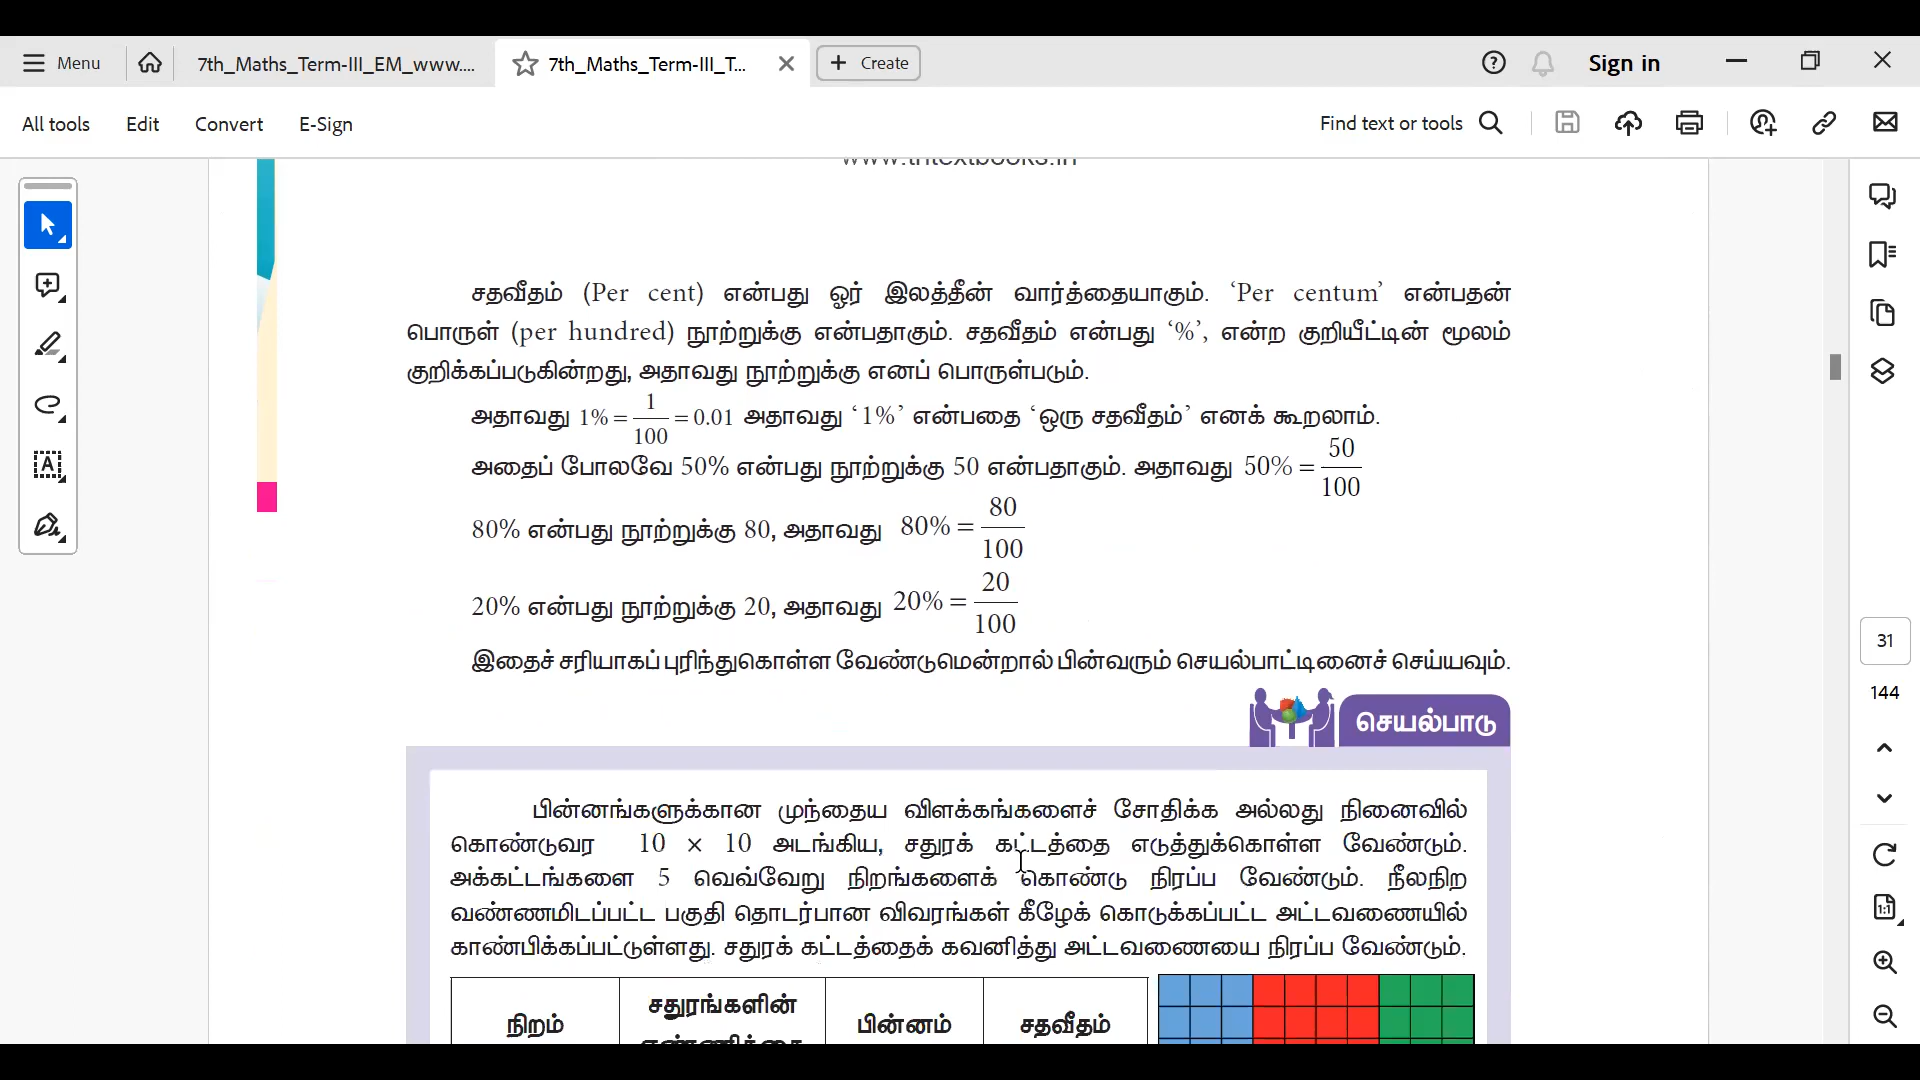 Menu
7th_Maths_Term-III_EM_www....
7th_Maths_Term-III_T...
Create
Sign in
All tools
Edit
Convert
E-Sign
Find text or tools
www.tntextbooks.in
சதவீதம் (Per cent) என்பது ஓர் இலத்தீன் வார்த்தையாகும். ‘Per centum’ என்பதன்
பொருள் (per hundred) நூற்றுக்கு என்பதாகும். சதவீதம் என்பது ‘%’, என்ற குறியீட்டின் மூலம்
குறிக்கப்படுகின்றது, அதாவது நூற்றுக்கு எனப் பொருள்படும்.
அதாவது 1% = 1/100 = 0.01 அதாவது ‘1%’ என்பதை ‘ஒரு சதவீதம்’ எனக் கூறலாம்.
அதைப் போலவே 50% என்பது நூற்றுக்கு 50 என்பதாகும். அதாவது 50% = 50/100
80% என்பது நூற்றுக்கு 80, அதாவது 80% = 80/100
20% என்பது நூற்றுக்கு 20, அதாவது 20% = 20/100
இதைச் சரியாகப் புரிந்துகொள்ள வேண்டுமென்றால் பின்வரும் செயல்பாட்டினைச் செய்யவும்.
செயல்பாடு
பின்னங்களுக்கான முந்தைய விளக்கங்களைச் சோதிக்க அல்லது நினைவில்
கொண்டுவர 10 × 10 அடங்கிய, சதுரக் கட்டத்தை எடுத்துக்கொள்ள வேண்டும்.
அக்கட்டங்களை 5 வெவ்வேறு நிறங்களைக் கொண்டு நிரப்ப வேண்டும். நீலநிற
வண்ணமிடப்பட்ட பகுதி தொடர்பான விவரங்கள் கீழேக் கொடுக்கப்பட்ட அட்டவணையில்
காண்பிக்கப்பட்டுள்ளது. சதுரக் கட்டத்தைக் கவனித்து அட்டவணையை நிரப்ப வேண்டும்.
நிறம்
சதுரங்களின்
எண்ணிக்கை
பின்னம்
சதவீதம்
31
144